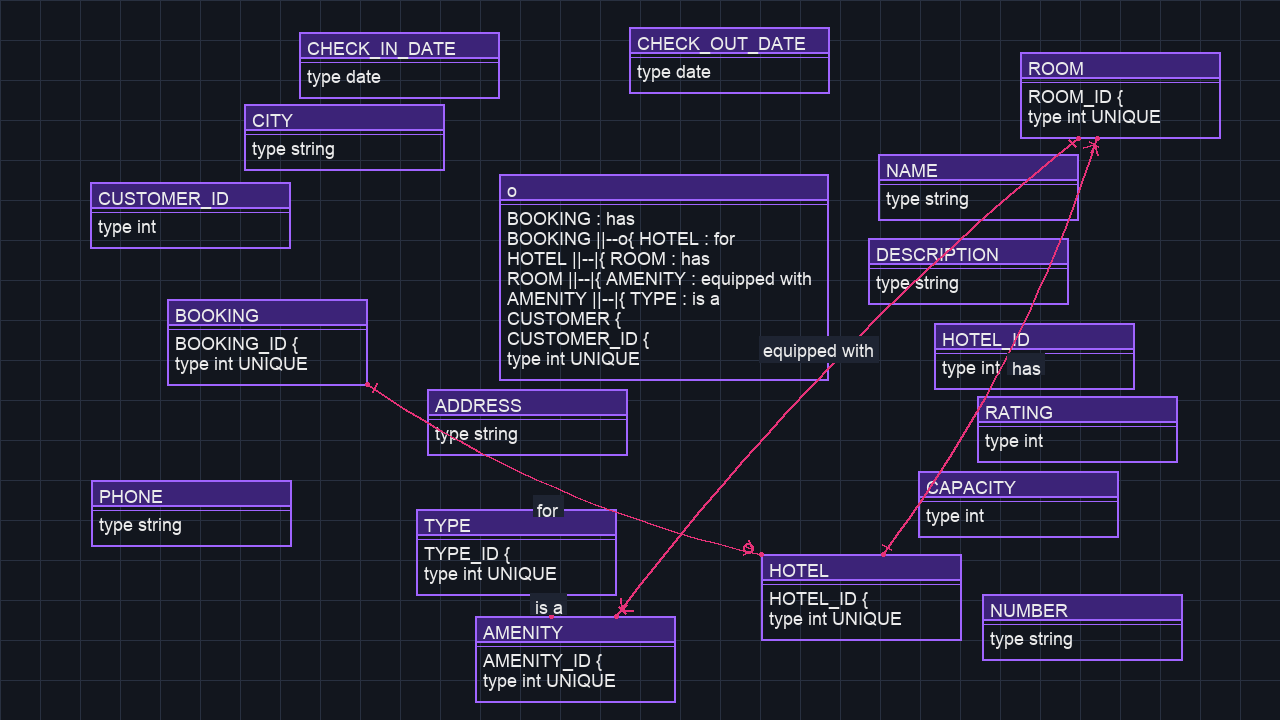 CHECK_IN_DATE
type date
CHECK_OUT_DATE
type date
ROOM
ROOM_ID {
type int UNIQUE
CITY
type string
NAME
type string
CUSTOMER_ID
type int
o
BOOKING : has
BOOKING ||--o{ HOTEL : for
HOTEL ||--|{ ROOM : has
ROOM ||--|{ AMENITY : equipped with
AMENITY ||--|{ TYPE : is a
CUSTOMER {
CUSTOMER_ID {
type int UNIQUE
DESCRIPTION
type string
BOOKING
BOOKING_ID {
type int UNIQUE
equipped with
HOTEL_ID
type int
has
ADDRESS
type string
RATING
type int
PHONE
type string
CAPACITY
type int
for
TYPE
TYPE_ID {
type int UNIQUE
is a
HOTEL
HOTEL_ID {
type int UNIQUE
NUMBER
type string
AMENITY
AMENITY_ID {
type int UNIQUE